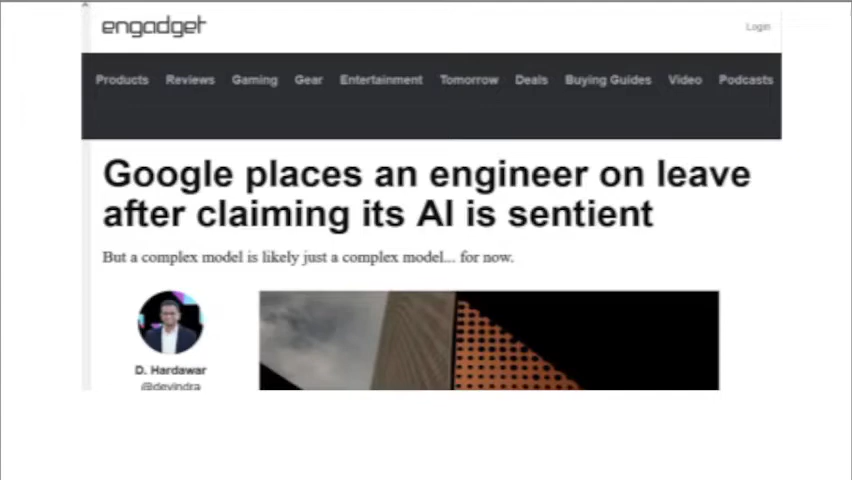 engadget
Login
Products Reviews Gaming Gear Entertainment Tomorrow Deals Buying Guides Video Podcasts
Google places an engineer on leave
after claiming its AI is sentient
But a complex model is likely just a complex model... for now.
D. Hardawar
@devindra